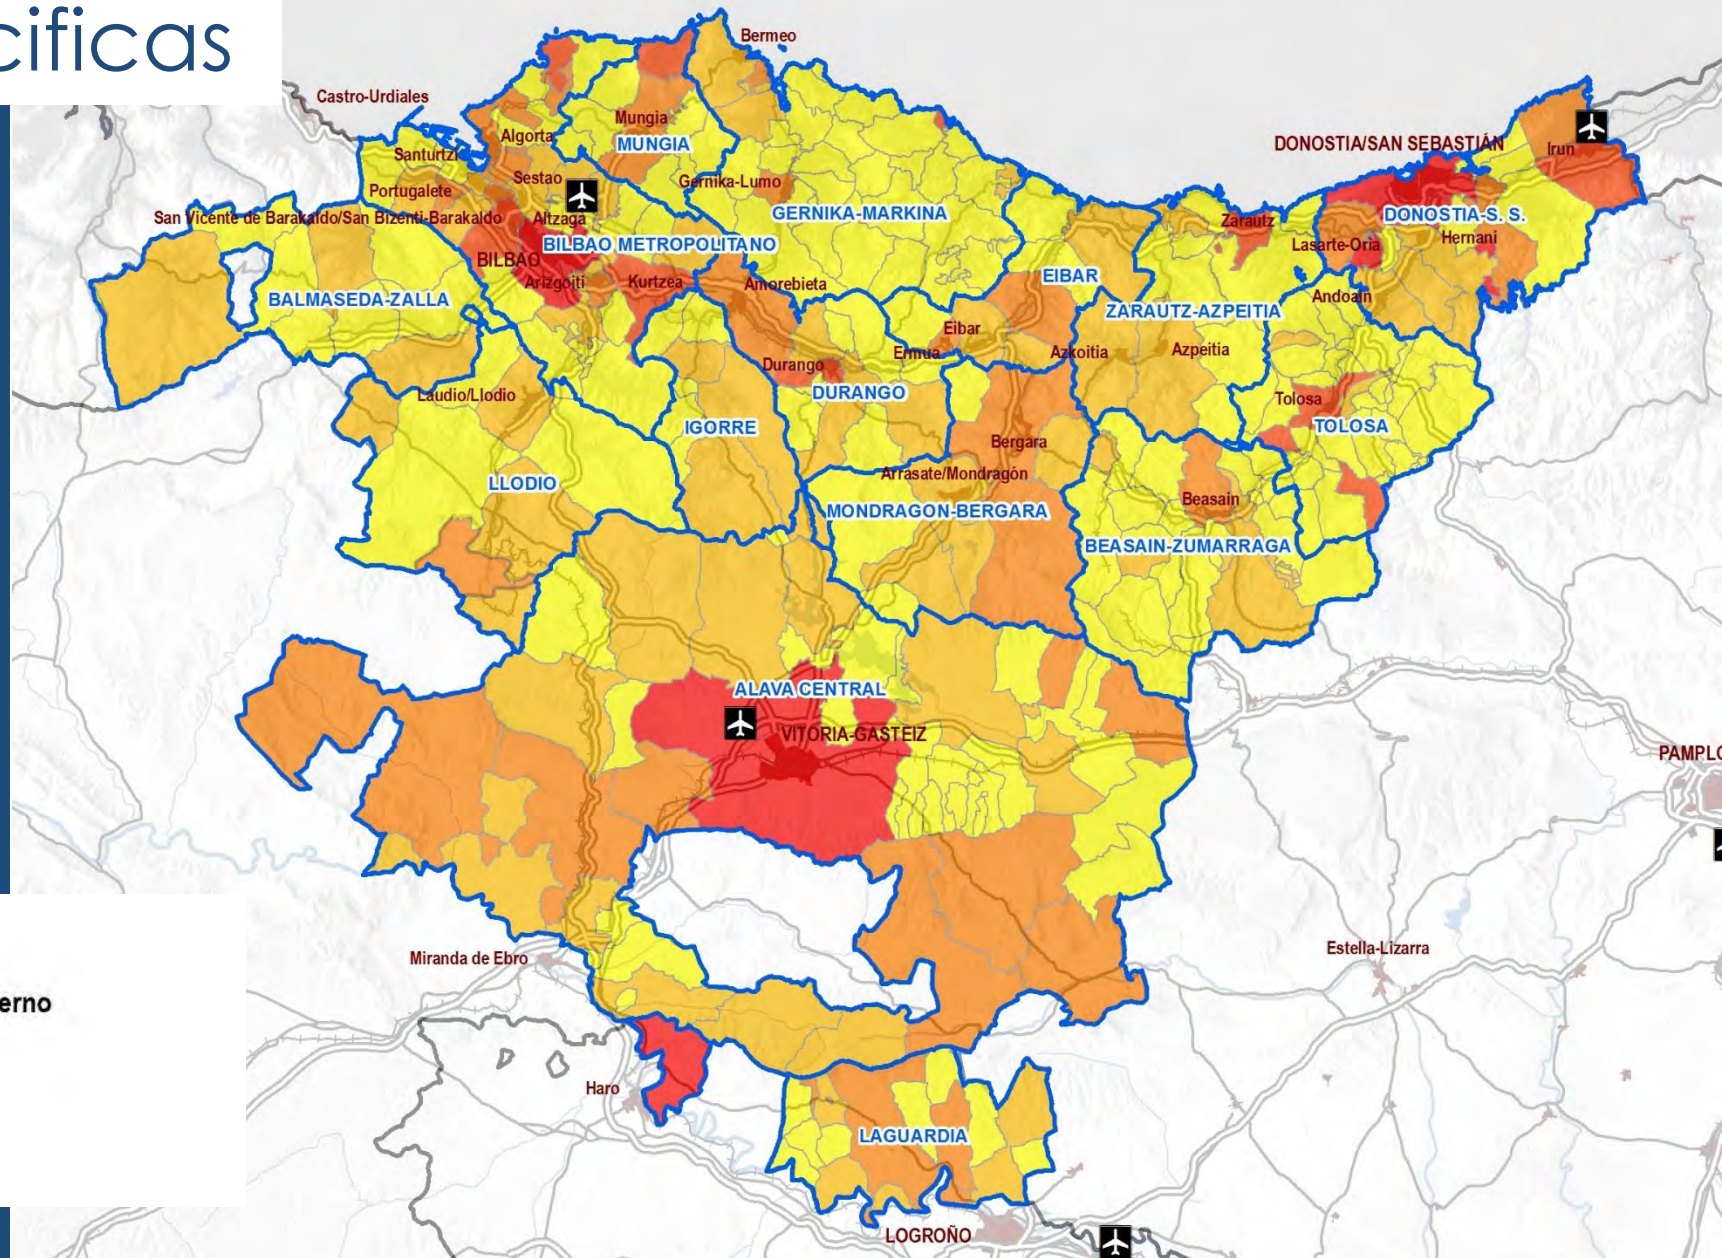 cificas
Bermeo
Castro-Urdiales
Mungia
Algorta
MUNGIA
DONOSTIA/SAN SEBASTIÁN
Irun
Santurtzi
Sestao
Gernika-Lumo
Portugalete
San Vicente de Barakaldo/San Bizenti-Barakaldo
Altzaga
GERNIKA-MARKINA
Zarautz
DONOSTIA-S. S.
Lasarte-Oria
Hernani
BILBAO METROPOLITANO
BILBAO
Arizgoiti
Kurtzea
Amorebieta
EIBAR
BALMASEDA-ZALLA
ZARAUTZ-AZPEITIA
Andoain
Eibar
Ermua
Azkoitia
Azpeitia
Durango
DURANGO
Laudio/Llodio
Tolosa
TOLOSA
IGORRE
Bergara
Arrasate/Mondragón
LLODIO
Beasain
MONDRAGON-BERGARA
BEASAIN-ZUMARRAGA
ALAVA CENTRAL
VITORIA-GASTEIZ
PAMPLO
Miranda de Ebro
Estella-Lizarra
erno
Haro
LAGUARDIA
LOGROÑO